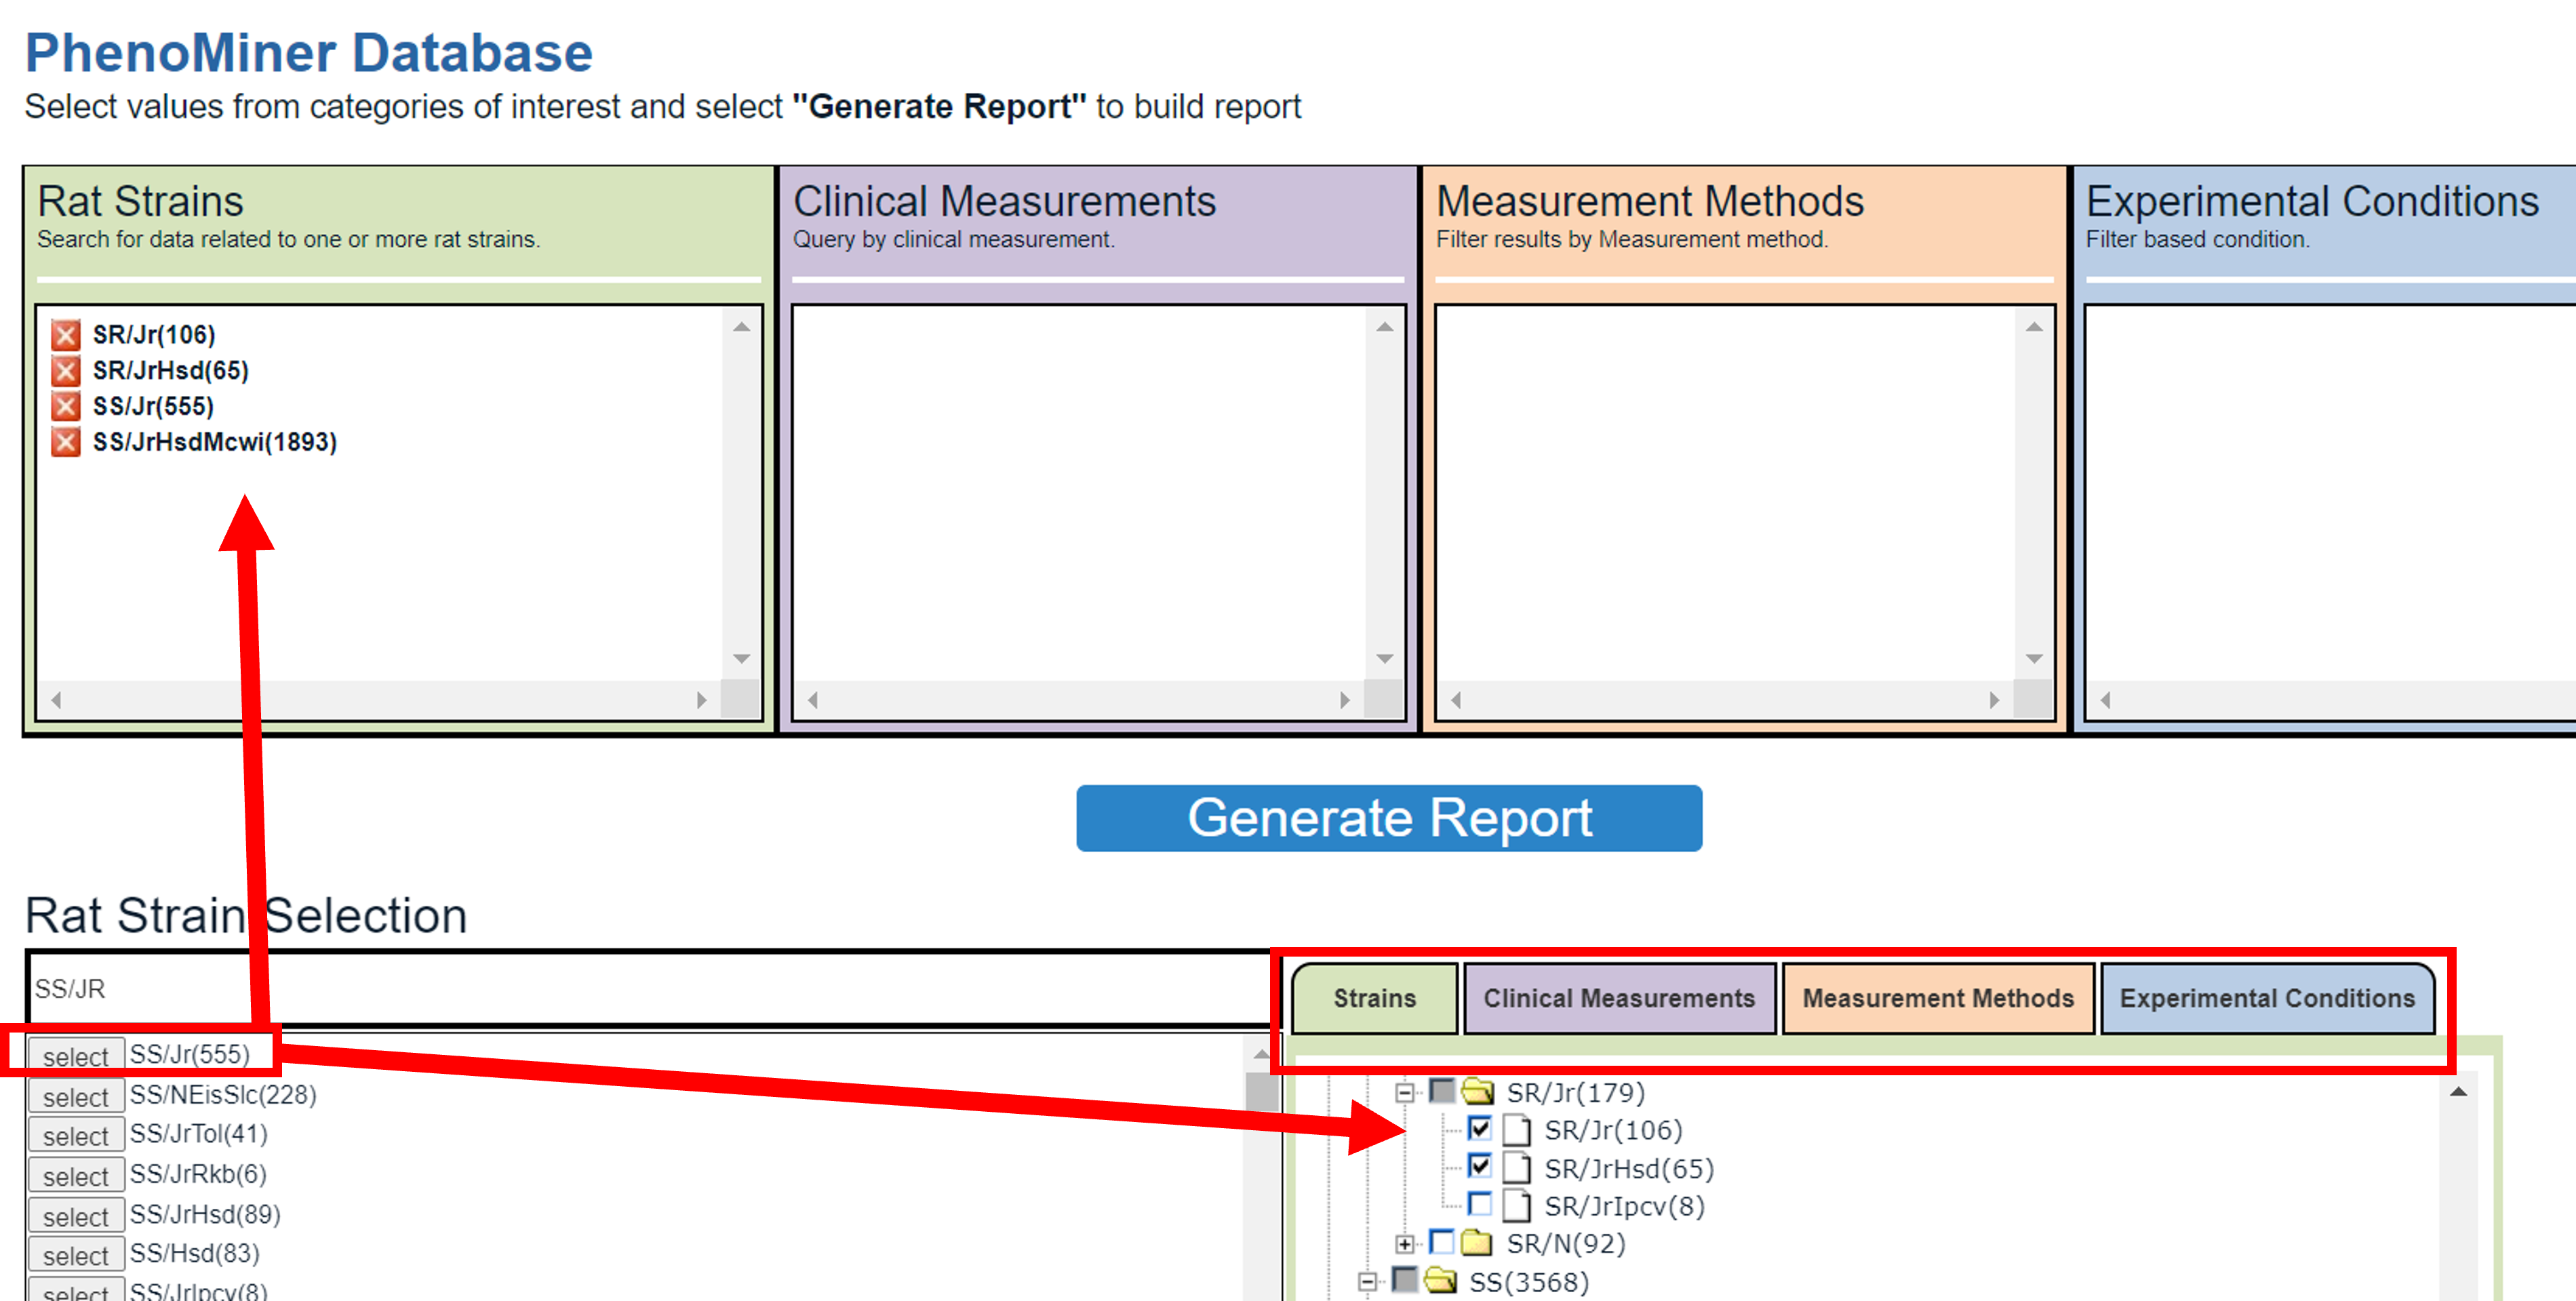 PhenoMiner Database
Select values from categories of interest and select "Generate Report" to build report
Rat Strains
Search for data related to one or more rat strains.
SR/Jr(106)
SR/JrHsd(65)
SS/Jr(555)
SS/JrHsdMcwi(1893)
Clinical Measurements
Query by clinical measurement.
Measurement Methods
Filter results by Measurement method.
Experimental Conditions
Filter based condition.
Generate Report
Rat Strain Selection
SS/JR
select SS/Jr(555)
select SS/NEisSlc(228)
select SS/JrTol(41)
select SS/JrRkb(6)
select SS/JrHsd(89)
select SS/Hsd(83)
select SS/JrIpcv(8)
Strains Clinical Measurements Measurement Methods Experimental Conditions
SR/Jr(179)
SR/Jr(106)
SR/JrHsd(65)
SR/JrIpcv(8)
SR/N(92)
SS(3568)